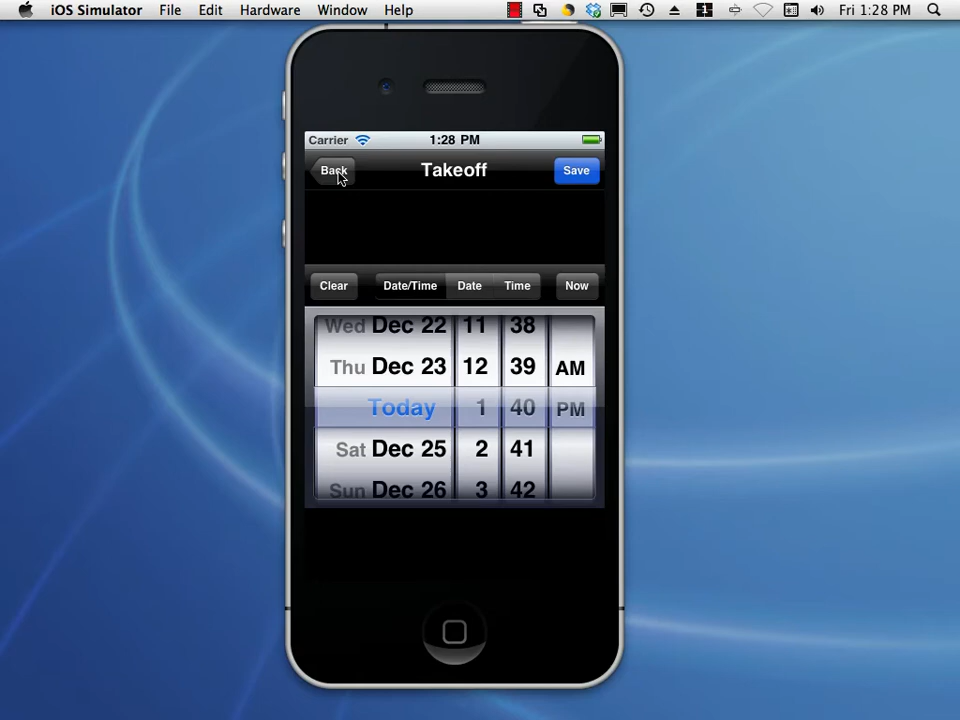 iOS Simulator File Edit Hardware Window Help 1 Fri 1:28 PM
Carrier 1:28 PM
Back Takeoff Save
Clear Date/Time Date Time Now
Wed Dec 22 11 38
Thu Dec 23 12 39 AM
Today 1 40 PM
Sat Dec 25 2 41
Sun Dec 26 3 42